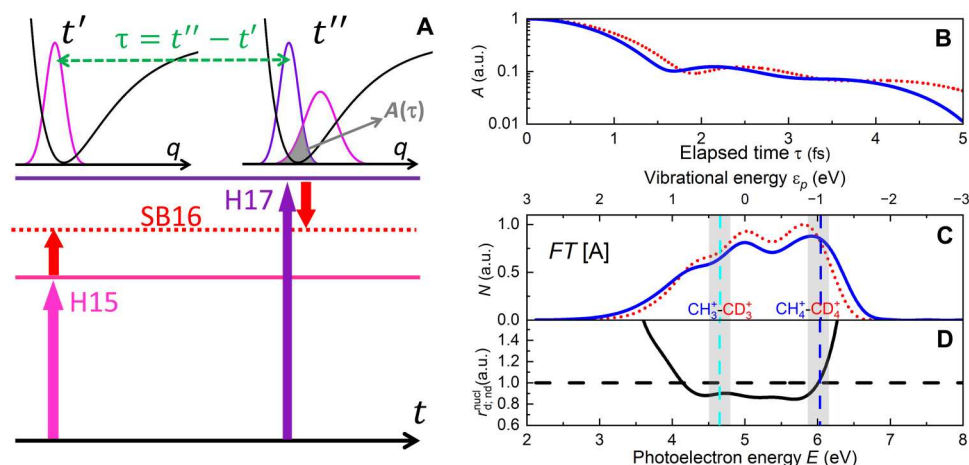 t′
t″
A
τ = t″ − t′
A(τ)
q
q
H17
SB16
H15
t
1
0.1
0.01
A (a.u.)
B
0 1 2 3 4 5
Elapsed time τ (fs)
Vibrational energy εp (eV)
3 2 1 0 −1 −2 −3
1.0
0.5
0.0
N (a.u.)
FT [A]
C
CH3+-CD3+
CH4+-CD4+
D
1.4
1.2
1.0
0.8
0.6
r d; nd nucl (a.u.)
2 3 4 5 6 7 8
Photoelectron energy E (eV)